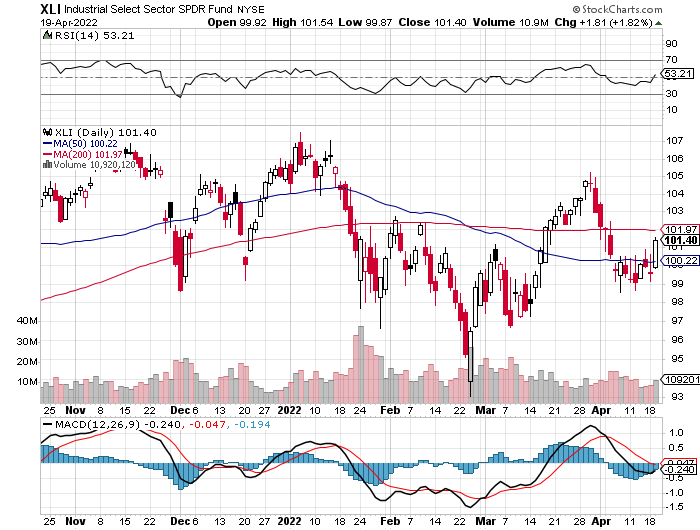 XLI Industrial Select Sector SPDR Fund NYSE © StockCharts.com
19-Apr-2022 Open 99.92 High 101.54 Low 99.87 Close 101.40 Volume 10.9M Chg +1.81 (+1.82%)
RSI(14) 53.21
90
70
53.21
50
30
10
XLI (Daily) 101.40
MA(50) 100.22
MA(200) 101.97
Volume 10,920,120
107
106
105
104
103
101.97
101.40
100.22
99
98
97
96
95
93
40M
30M
20M
10M
109201
25 Nov 8 15 22 Dec 6 13 20 27 2022 10 18 24 Feb 7 14 22 Mar 7 14 21 28 Apr 11 18
MACD(12,26,9) -0.240, -0.047, -0.194
1.0
0.5
-0.240
-1.0
-1.5
25 Nov 8 15 22 Dec 6 13 20 27 2022 10 18 24 Feb 7 14 22 Mar 7 14 21 28 Apr 11 18